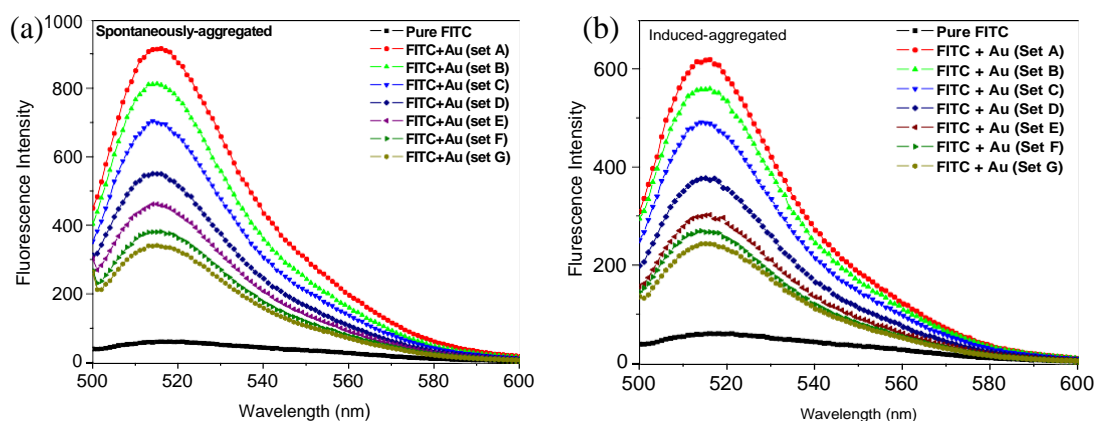 (a)
Spontaneously-aggregated
Pure FITC
FITC+Au (set A)
FITC+Au (set B)
FITC+Au (set C)
FITC+Au (set D)
FITC+Au (set E)
FITC+Au (set F)
FITC+Au (set G)
Fluorescence Intensity
1000
800
600
400
200
0
500 520 540 560 580 600
Wavelength (nm)
(b)
Induced-aggregated
Pure FITC
FITC + Au (Set A)
FITC + Au (Set B)
FITC + Au (Set C)
FITC + Au (Set D)
FITC + Au (Set E)
FITC + Au (Set F)
FITC + Au (Set G)
Flurescence Intensity
600
400
200
0
500 520 540 560 580 600
Wavelength (nm)